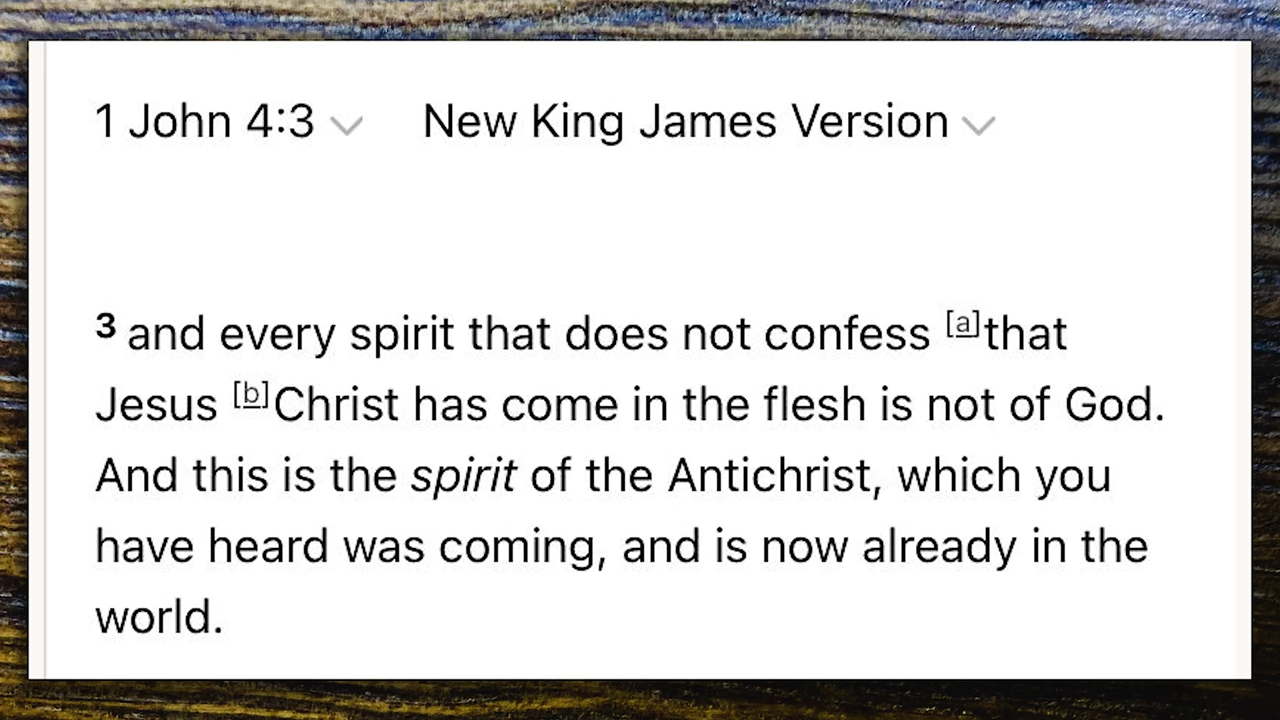 1 John 4:3 New King James Version
3 and every spirit that does not confess [a]that
Jesus [b]Christ has come in the flesh is not of God.
And this is the spirit of the Antichrist, which you
have heard was coming, and is now already in the
world.